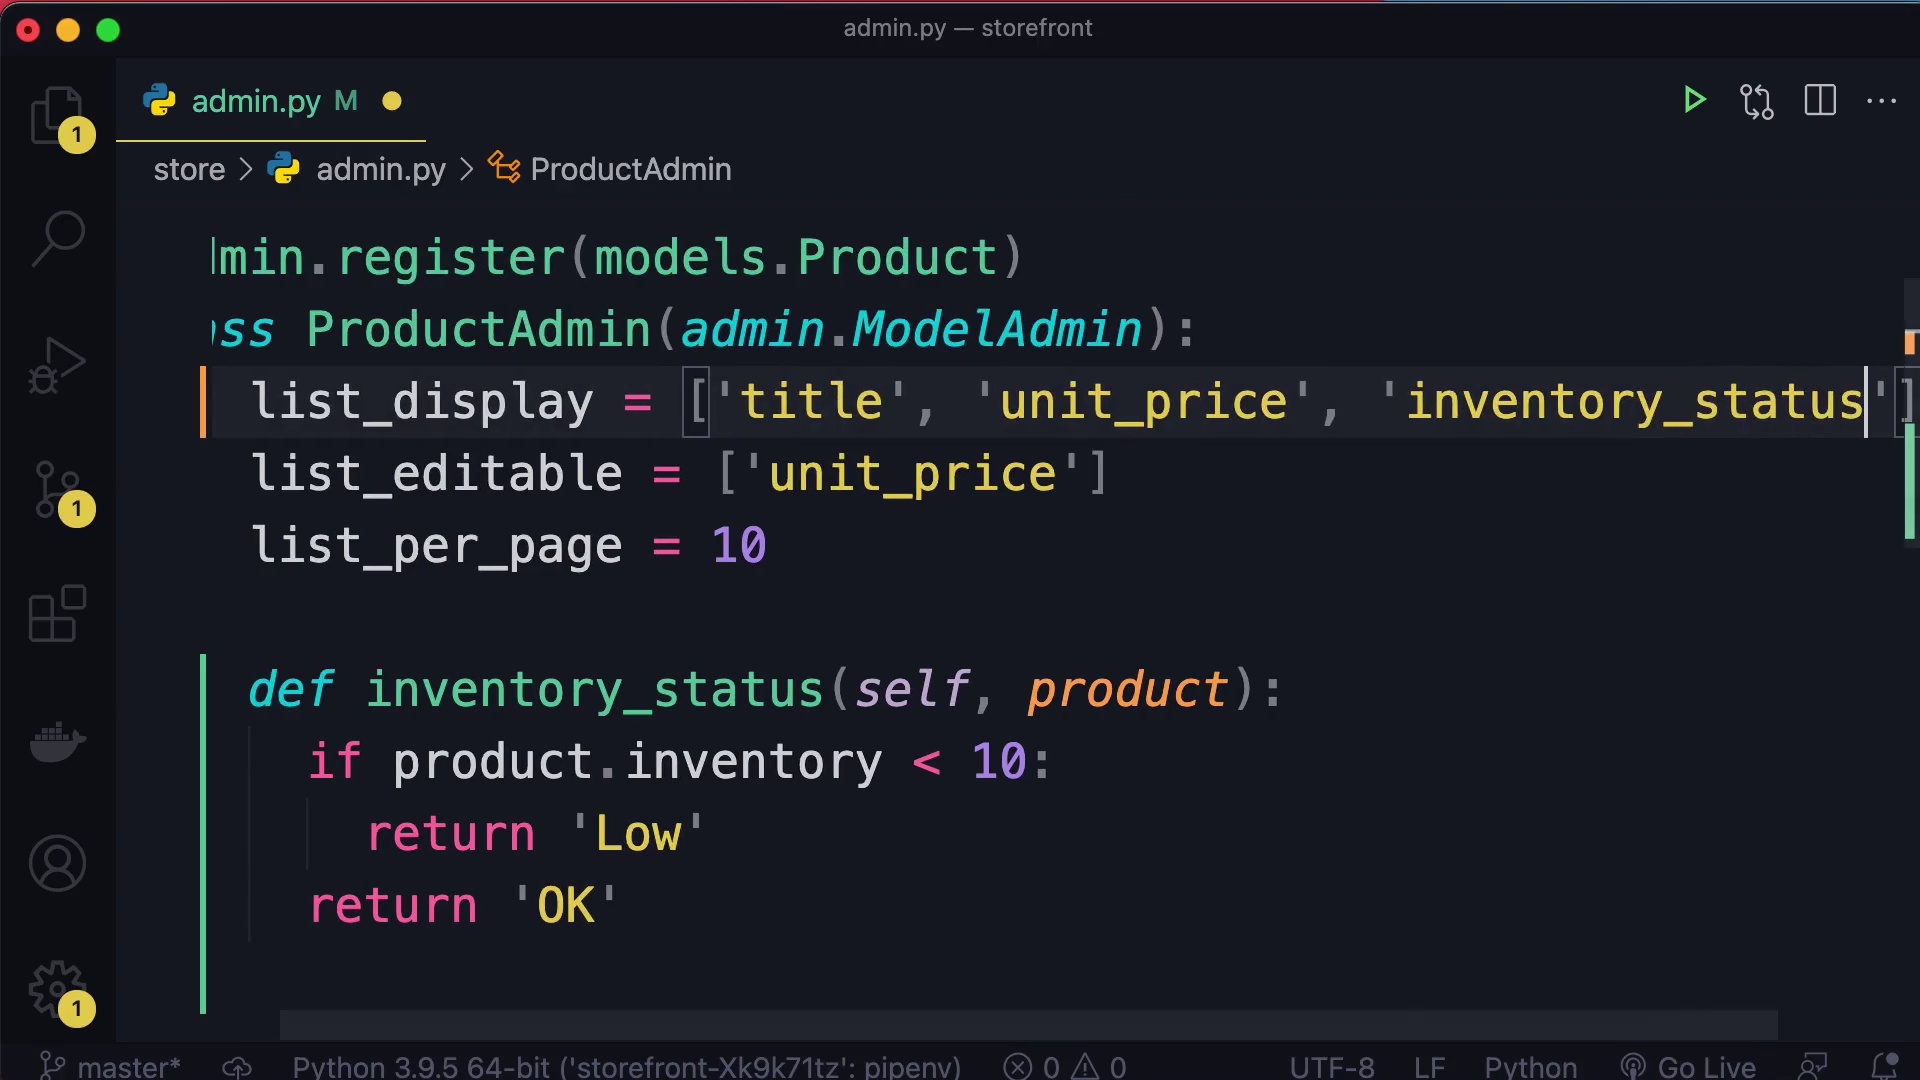 admin.py — storefront
admin.py M
1
store > admin.py > ProductAdmin
min.register(models.Product)
ss ProductAdmin(admin.ModelAdmin):
list_display = ['title', 'unit_price', 'inventory_status']
list_editable = ['unit_price']
list_per_page = 10
1
def inventory_status(self, product):
if product.inventory < 10:
return 'Low'
return 'OK'
1
master* Python 3.9.5 64-bit ('storefront-Xk9k71tz': pipenv) 0 0 UTF-8 LF Python Go Live